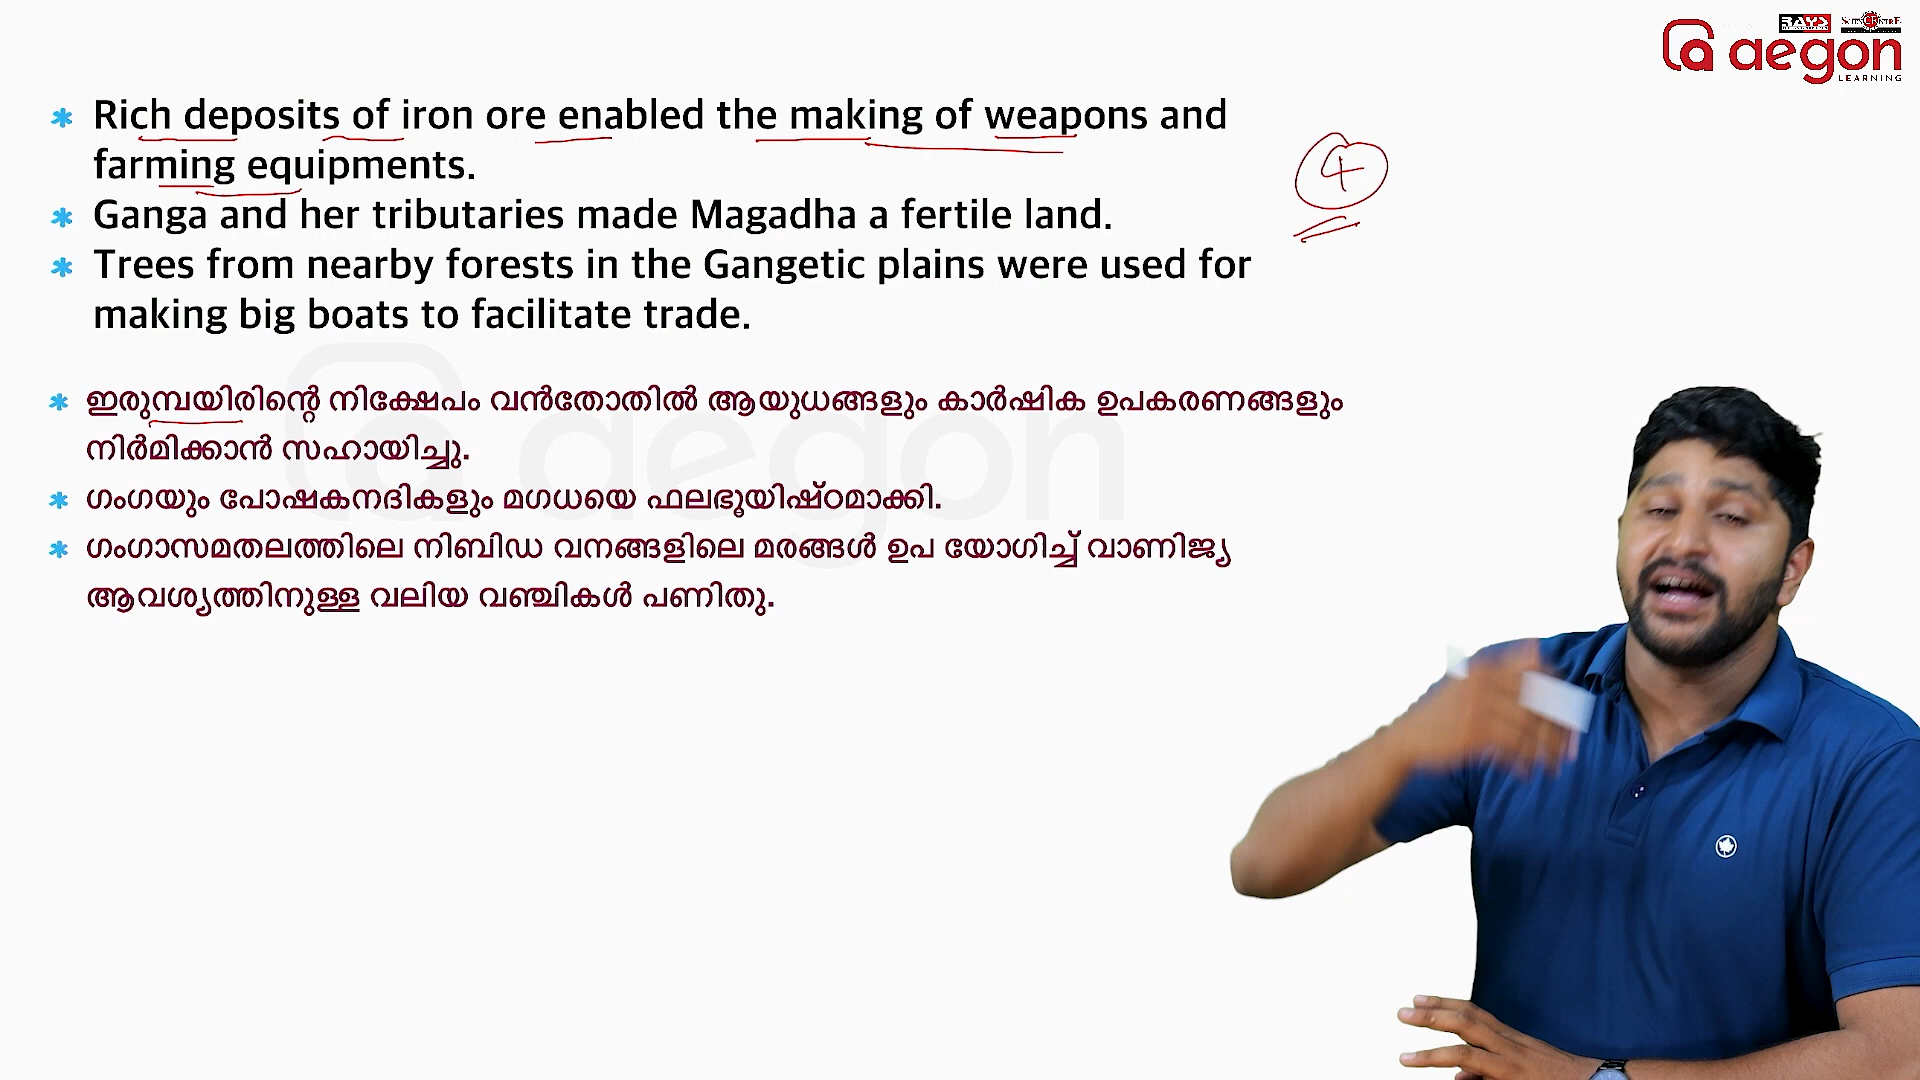 RAYS
aegon
LEARNING
* Rich deposits of iron ore enabled the making of weapons and
farming equipments.
4
* Ganga and her tributaries made Magadha a fertile land.
* Trees from nearby forests in the Gangetic plains were used for
making big boats to facilitate trade.
* ഇരുമ്പയിരിന്റെ നിക്ഷേപം വൻതോതിൽ ആയുധങ്ങളും കാർഷിക ഉപകരണങ്ങളും
നിർമിക്കാൻ സഹായിച്ചു.
* ഗംഗയും പോഷകനദികളും മഗധയെ ഫലഭൂയിഷ്ഠമാക്കി.
* ഗംഗാസമതലത്തിലെ നിബിഡ വനങ്ങളിലെ മരങ്ങൾ ഉപ യോഗിച്ച് വാണിജ്യ
ആവശ്യത്തിനുള്ള വലിയ വഞ്ചികൾ പണിതു.
aegon